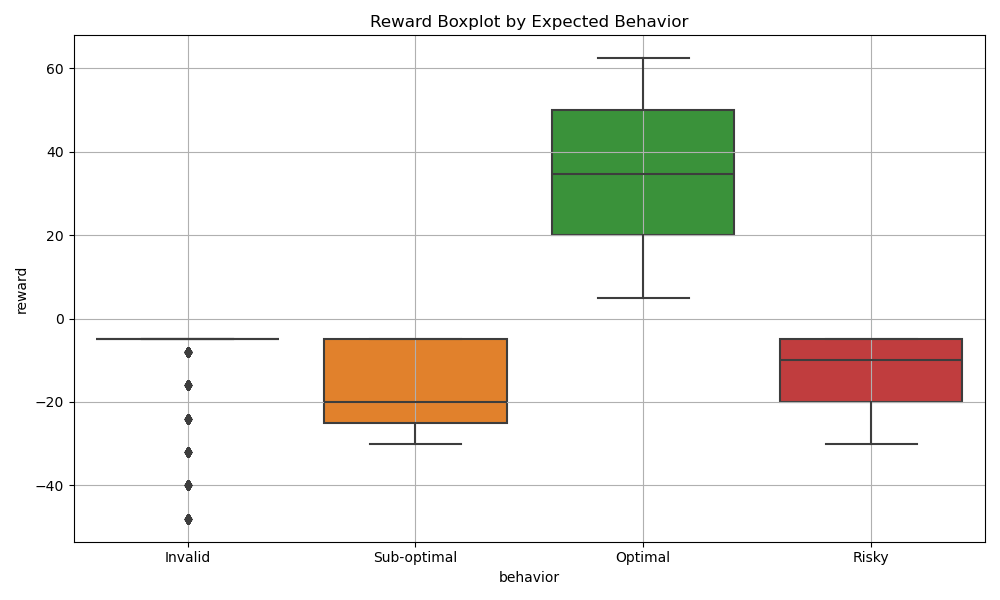 Reward Boxplot by Expected Behavior
60
40
20
0
−20
−40
reward
Invalid
Sub-optimal
Optimal
Risky
behavior